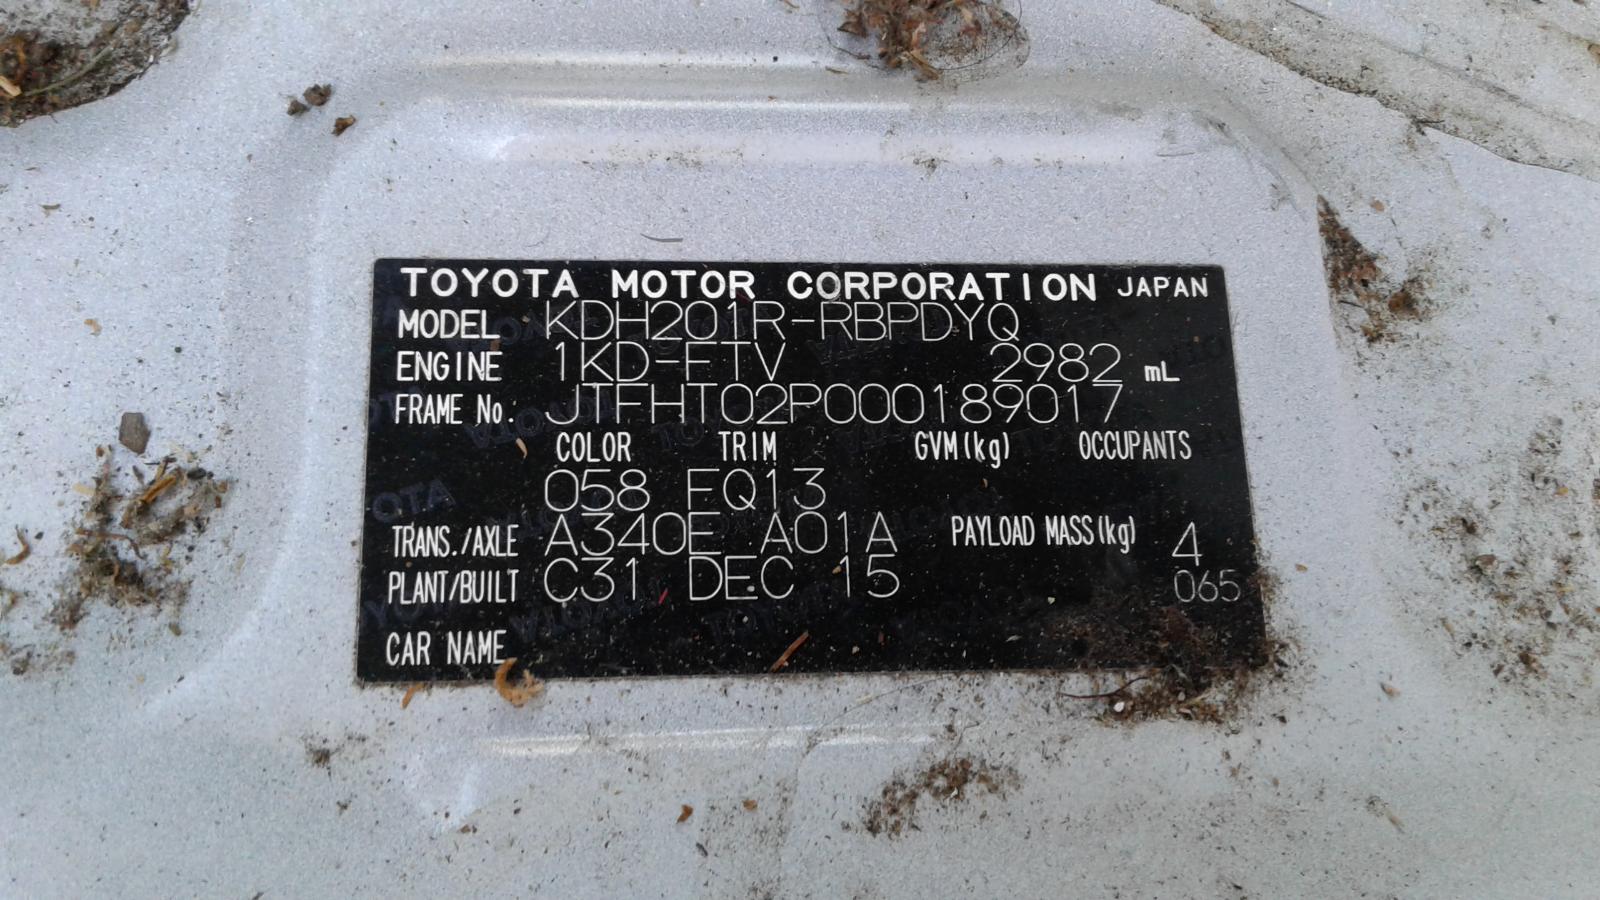 TOYOTA MOTOR CORPORATION JAPAN
MODEL KDH201R-RBPDYQ
ENGINE 1KD-FTV 2982 mL
FRAME No. JTFHT02P000189017
COLOR TRIM GVM(kg) OCCUPANTS
058 FQ13
TRANS./AXLE A340E A01A PAYLOAD MASS(kg) 4
PLANT/BUILT C31 DEC 15 065
CAR NAME